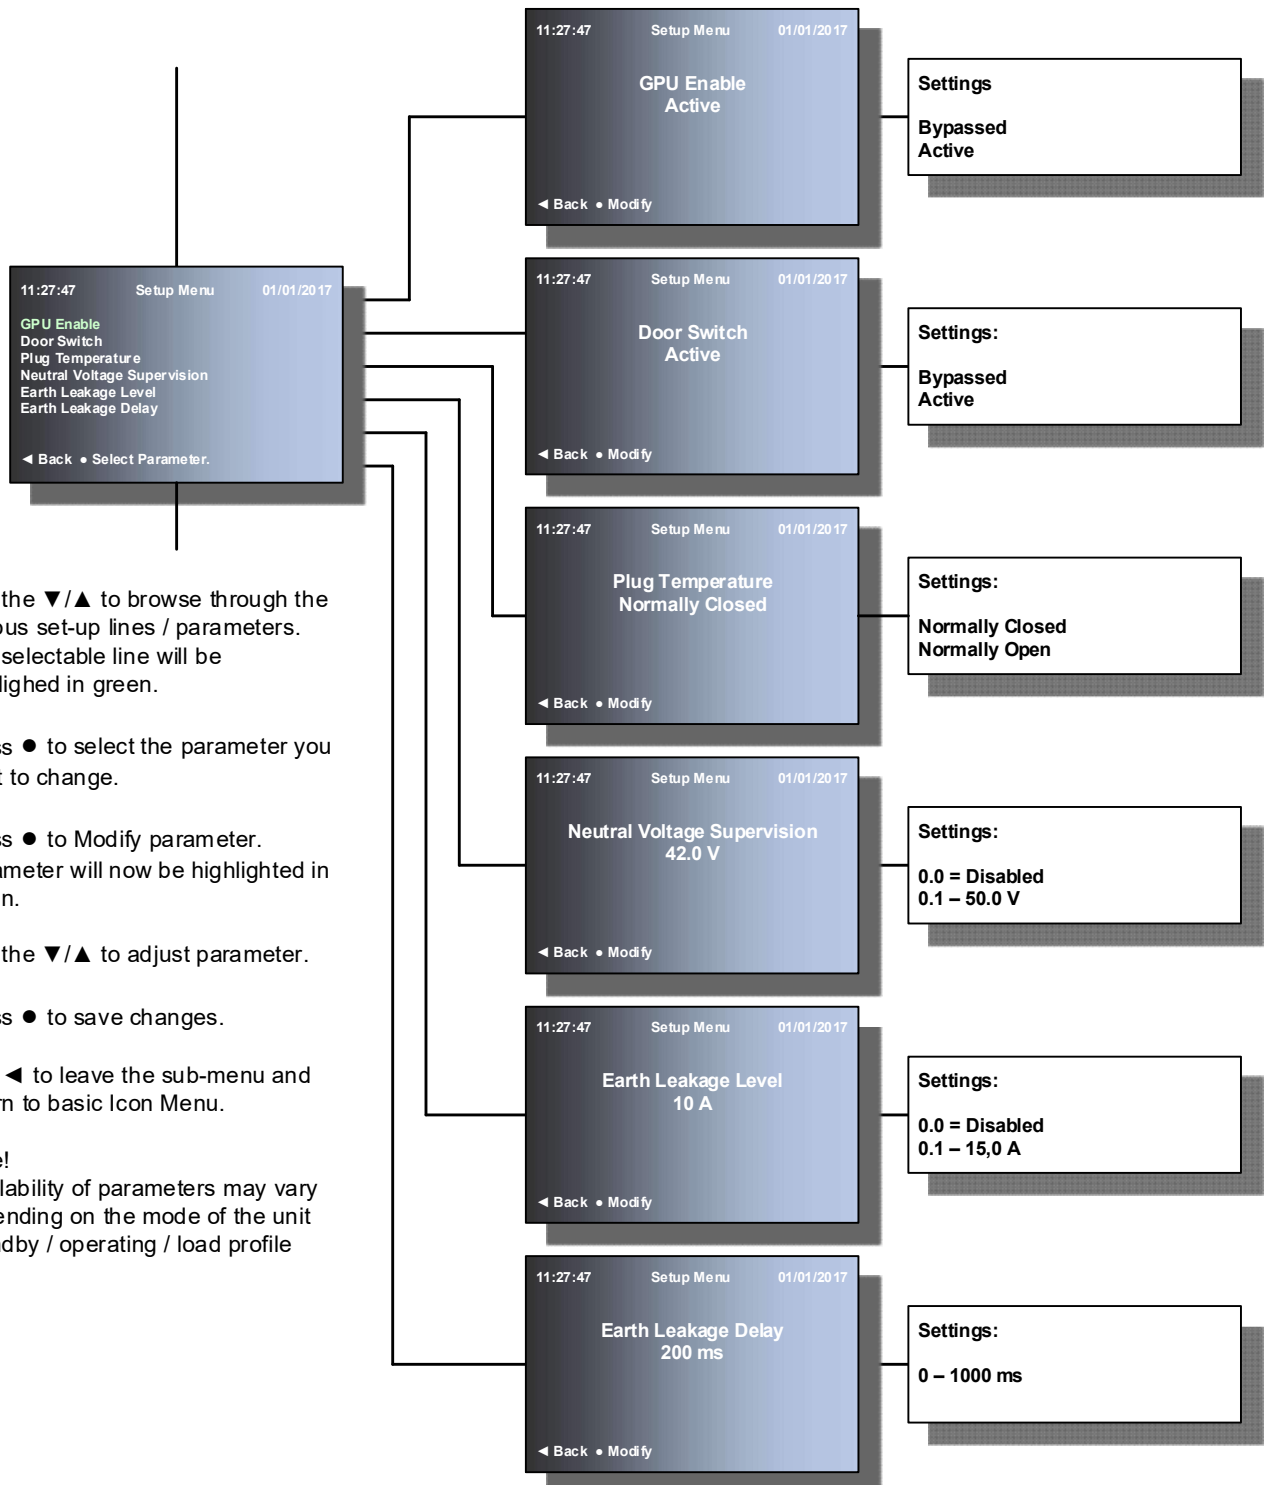 11:27:47 Setup Menu 01/01/2017
GPU Enable
Door Switch
Plug Temperature
Neutral Voltage Supervision
Earth Leakage Level
Earth Leakage Delay
◄ Back ● Select Parameter.
the ▼/▲ to browse through the
ous set-up lines / parameters.
selectable line will be
lighed in green.
ss ● to select the parameter you
t to change.
ss ● to Modify parameter.
ameter will now be highlighted in
n.
the ▼/▲ to adjust parameter.
ss ● to save changes.
◄ to leave the sub-menu and
rn to basic Icon Menu.
e!
lability of parameters may vary
ending on the mode of the unit
ndby / operating / load profile
11:27:47 Setup Menu 01/01/2017
GPU Enable
Active
◄ Back ● Modify
Settings
Bypassed
Active
11:27:47 Setup Menu 01/01/2017
Door Switch
Active
◄ Back ● Modify
Settings:
Bypassed
Active
11:27:47 Setup Menu 01/01/2017
Plug Temperature
Normally Closed
◄ Back ● Modify
Settings:
Normally Closed
Normally Open
11:27:47 Setup Menu 01/01/2017
Neutral Voltage Supervision
42.0 V
◄ Back ● Modify
Settings:
0.0 = Disabled
0.1 – 50.0 V
11:27:47 Setup Menu 01/01/2017
Earth Leakage Level
10 A
◄ Back ● Modify
Settings:
0.0 = Disabled
0.1 – 15,0 A
11:27:47 Setup Menu 01/01/2017
Earth Leakage Delay
200 ms
◄ Back ● Modify
Settings:
0 – 1000 ms